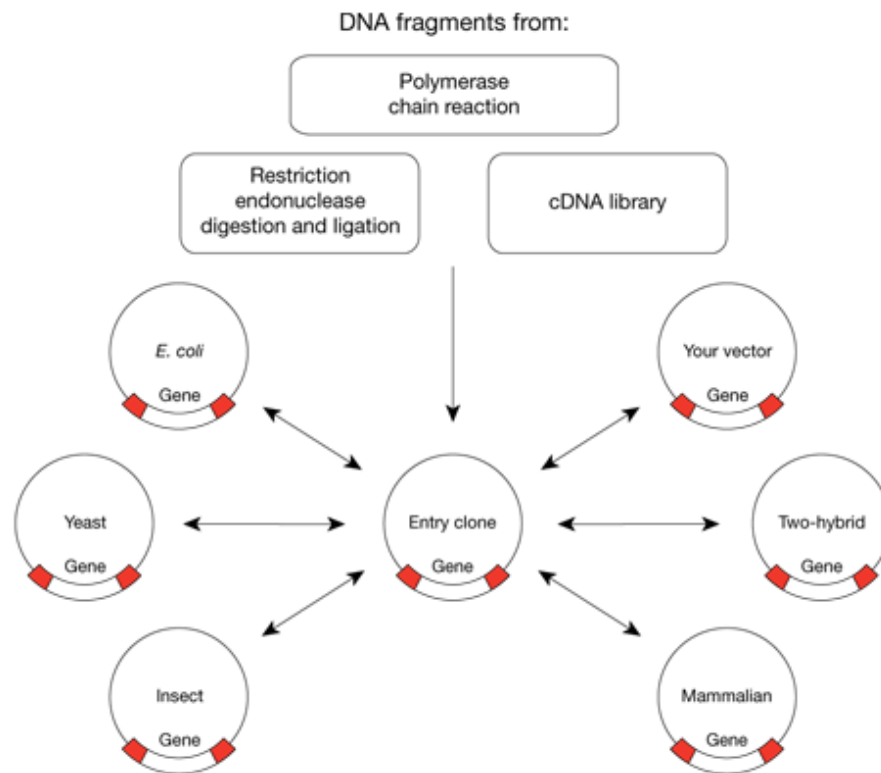 DNA fragments from:
Polymerase
chain reaction
Restriction
endonuclease
digestion and ligation
cDNA library
E. coli
Gene
Your vector
Gene
Yeast
Gene
Entry clone
Gene
Two-hybrid
Gene
Insect
Gene
Mammalian
Gene